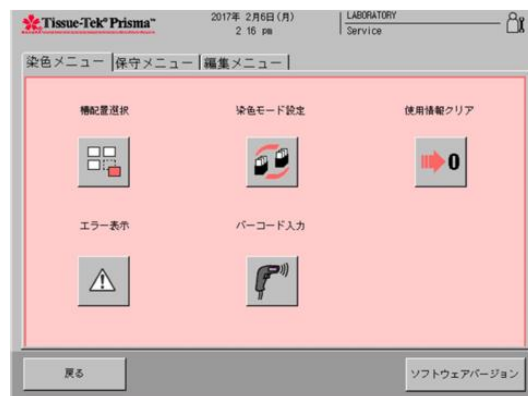 Tissue-Tek® Prisma™
2017年 2月6日(月)
2 16 pm
LABORATORY
Service
染色メニュー
保守メニュー
編集メニュー
槽配置選択
染色モード設定
使用情報クリア
0
エラー表示
バーコード入力
戻る
ソフトウェアバージョン